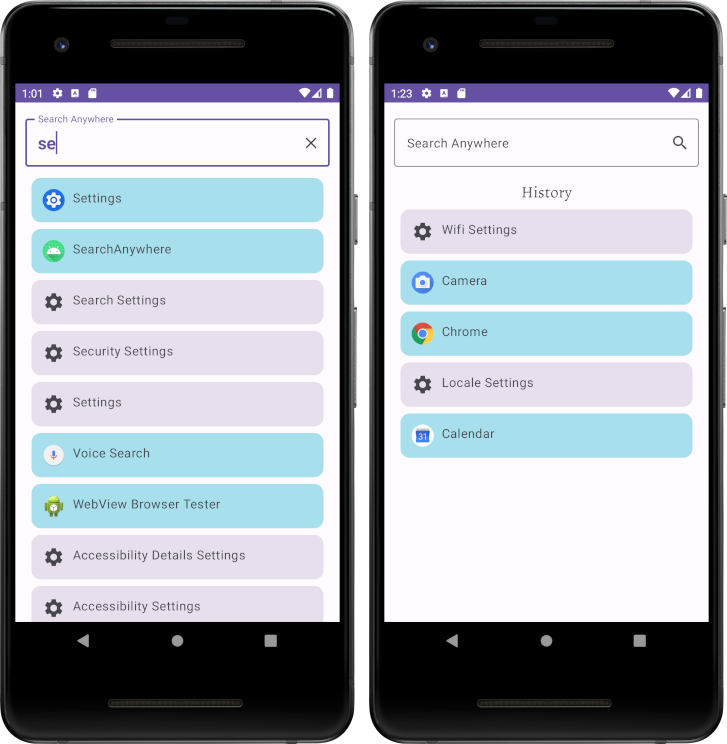 1:01
Search Anywhere
se
Settings
SearchAnywhere
Search Settings
Security Settings
Settings
Voice Search
WebView Browser Tester
Accessibility Details Settings
Accessibility Settings
1:23
Search Anywhere
History
Wifi Settings
Camera
Chrome
Locale Settings
31
Calendar